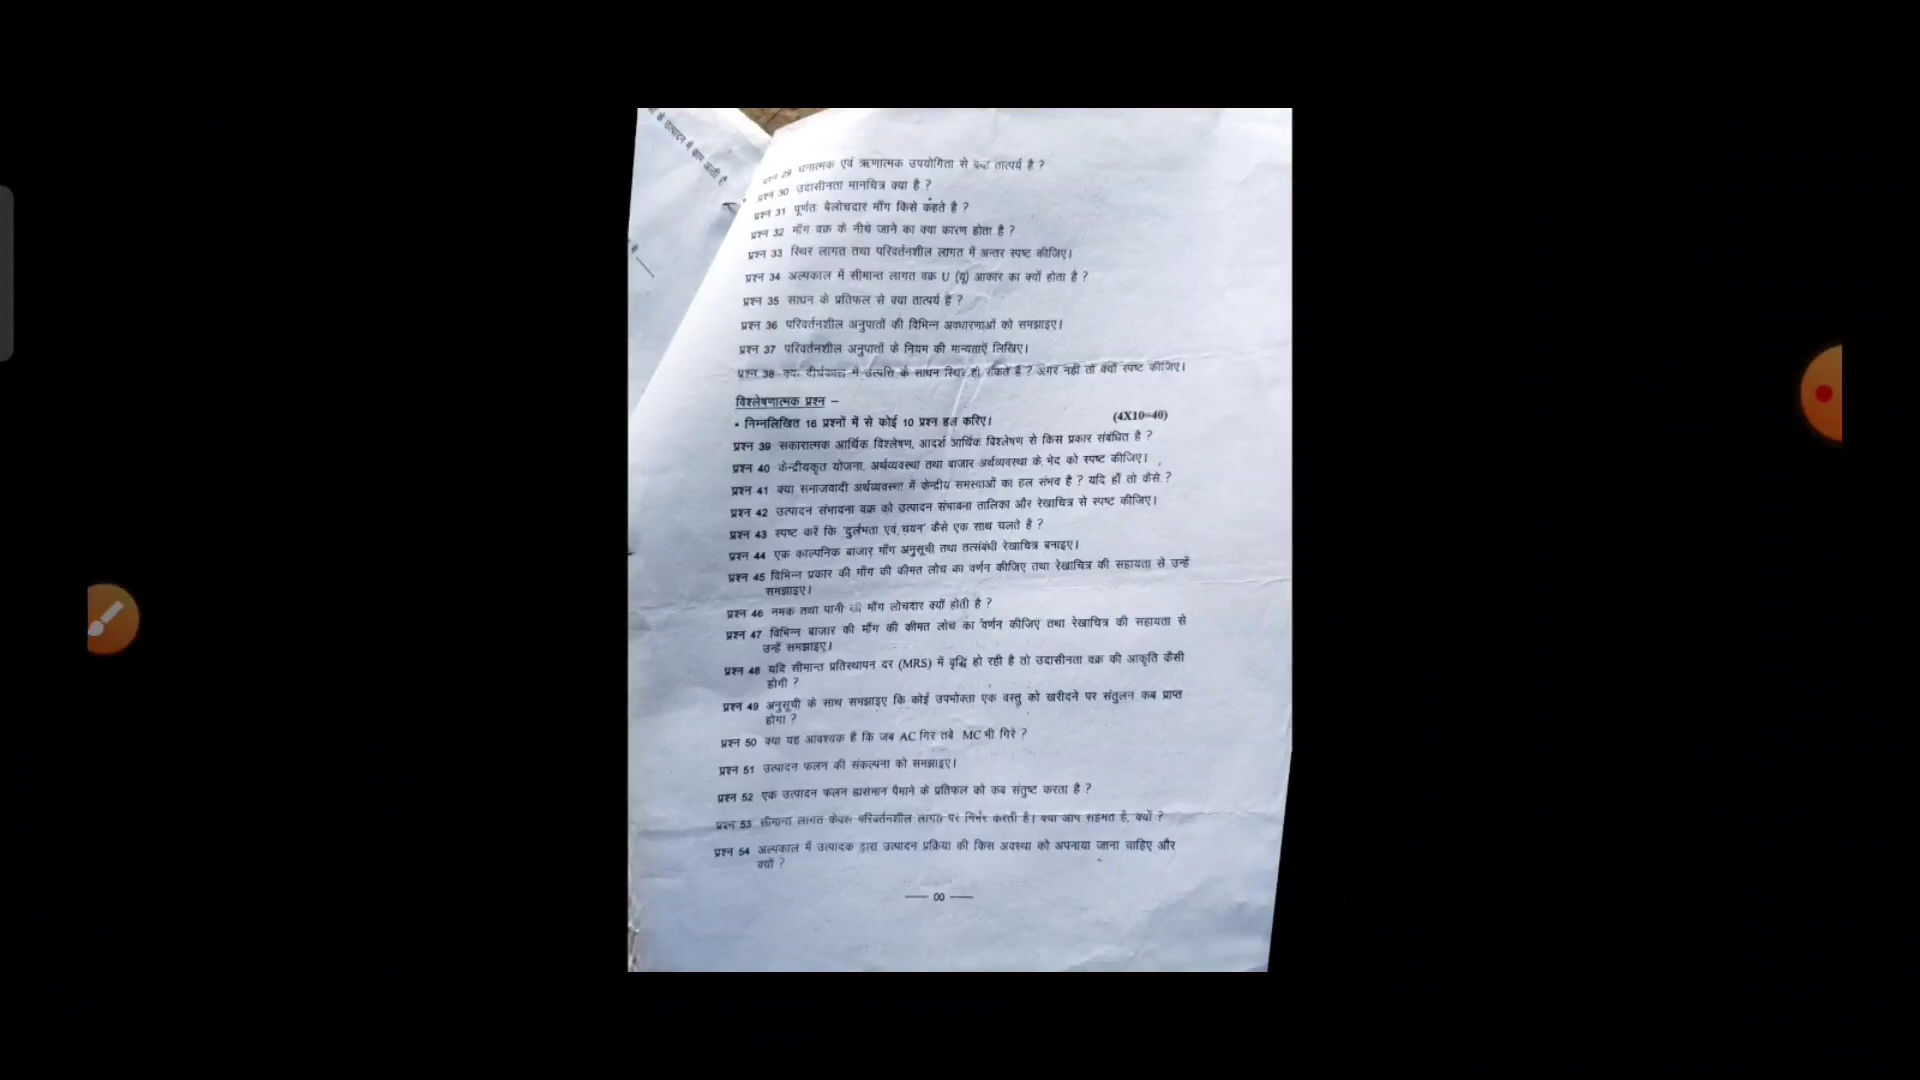 के उत्पादन में काम आती है
प्रश्न 29 धनात्मक एवं ऋणात्मक उपयोगिता से क्या तात्पर्य है ?
प्रश्न 30 उदासीनता मानचित्र क्या है ?
प्रश्न 31 पूर्णतः बेलोचदार माँग किसे कहते है ?
प्रश्न 32 माँग वक्र के नीचे जाने का क्या कारण होता है ?
प्रश्न 33 स्थिर लागत तथा परिवर्तनशील लागत में अन्तर स्पष्ट कीजिए।
प्रश्न 34 अल्पकाल में सीमान्त लागत वक्र U (यू) आकार का क्यों होता है ?
प्रश्न 35 साधन के प्रतिफल से क्या तात्पर्य है ?
प्रश्न 36 परिवर्तनशील अनुपातों की विभिन्न अवधारणाओं को समझाइए।
प्रश्न 37 परिवर्तनशील अनुपातों के नियम की मान्यताएँ लिखिए।
प्रश्न 38 क्या दीर्घकाल में उत्पत्ति के साधन स्थिर हो सकते है ? अगर नहीं तो क्यों स्पष्ट कीजिए।
विश्लेषणात्मक प्रश्न –
• निम्नलिखित 16 प्रश्नों में से कोई 10 प्रश्न हल करिए। (4X10=40)
प्रश्न 39 सकारात्मक आर्थिक विश्लेषण, आदर्श आर्थिक विश्लेषण से किस प्रकार संबंधित है ?
प्रश्न 40 केन्द्रीयकृत योजना, अर्थव्यवस्था तथा बाजार अर्थव्यवस्था के भेद को स्पष्ट कीजिए।
प्रश्न 41 क्या समाजवादी अर्थव्यवस्था में केन्द्रीय समस्याओं का हल संभव है ? यदि हाँ तो कैसे ?
प्रश्न 42 उत्पादन संभावना वक्र को उत्पादन संभावना तालिका और रेखाचित्र से स्पष्ट कीजिए।
प्रश्न 43 स्पष्ट करें कि 'दुर्लभता एवं चयन' कैसे एक साथ चलते है ?
प्रश्न 44 एक काल्पनिक बाजार माँग अनुसूची तथा तत्संबंधी रेखाचित्र बनाइए।
प्रश्न 45 विभिन्न प्रकार की माँग की कीमत लोच का वर्णन कीजिए तथा रेखाचित्र की सहायता से उन्हें
समझाइए।
प्रश्न 46 नमक तथा पानी की माँग लोचदार क्यों होती है ?
प्रश्न 47 विभिन्न बाजार की माँग की कीमत लोच का वर्णन कीजिए तथा रेखाचित्र की सहायता से
उन्हें समझाइए।
प्रश्न 48 यदि सीमान्त प्रतिस्थापन दर (MRS) में वृद्धि हो रही है तो उदासीनता वक्र की आकृति कैसी
होगी ?
प्रश्न 49 अनुसूची के साथ समझाइए कि कोई उपभोक्ता एक वस्तु को खरीदने पर संतुलन कब प्राप्त
होगा ?
प्रश्न 50 क्या यह आवश्यक है कि जब AC गिरे तबे MC भी गिरे ?
प्रश्न 51 उत्पादन फलन की संकल्पना को समझाइए।
प्रश्न 52 एक उत्पादन फलन ह्रासमान पैमाने के प्रतिफल को कब संतुष्ट करता है ?
प्रश्न 53 सीमान्त लागत केवल परिवर्तनशील लागत पर निर्भर करती है। क्या आप सहमत हैं, क्यों ?
प्रश्न 54 अल्पकाल में उत्पादक द्वारा उत्पादन प्रक्रिया की किस अवस्था को अपनाया जाना चाहिए और
क्यों ?
— 00 —